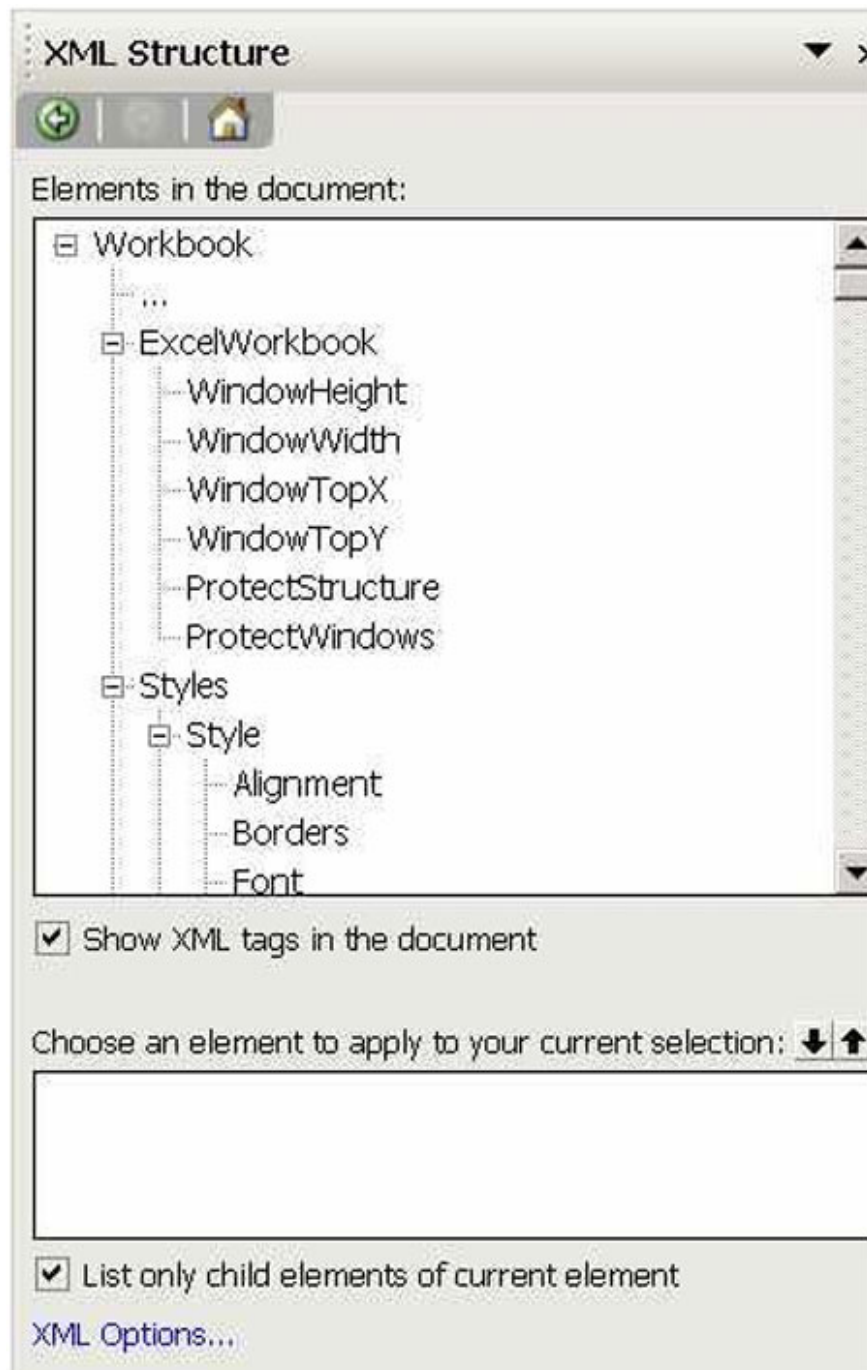 XML Structure
Elements in the document:
Workbook
...
ExcelWorkbook
WindowHeight
WindowWidth
WindowTopX
WindowTopY
ProtectStructure
ProtectWindows
Styles
Style
Alignment
Borders
Font
Show XML tags in the document
Choose an element to apply to your current selection:
List only child elements of current element
XML Options...